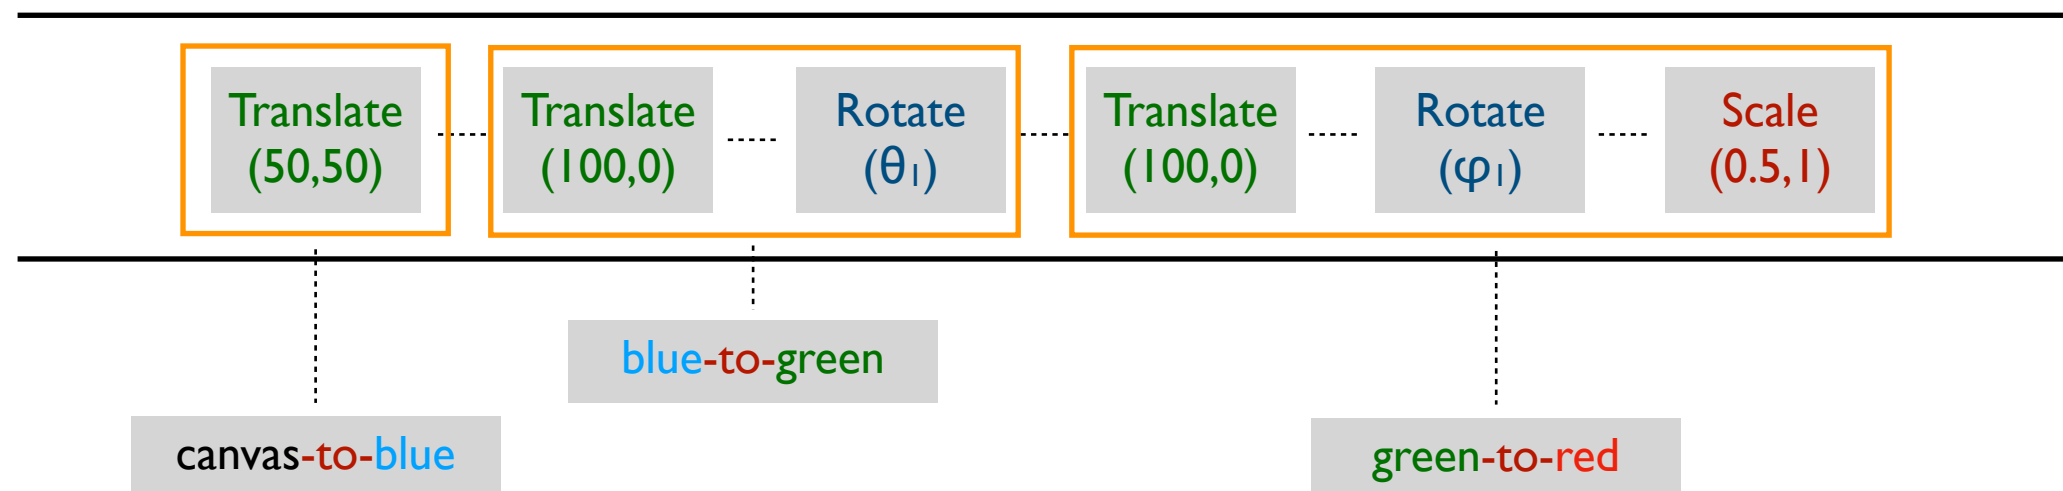 Translate
(50,50)
Translate
(100,0)
Rotate
(θ1)
Translate
(100,0)
Rotate
(φ1)
Scale
(0.5,1)
blue-to-green
canvas-to-blue
green-to-red